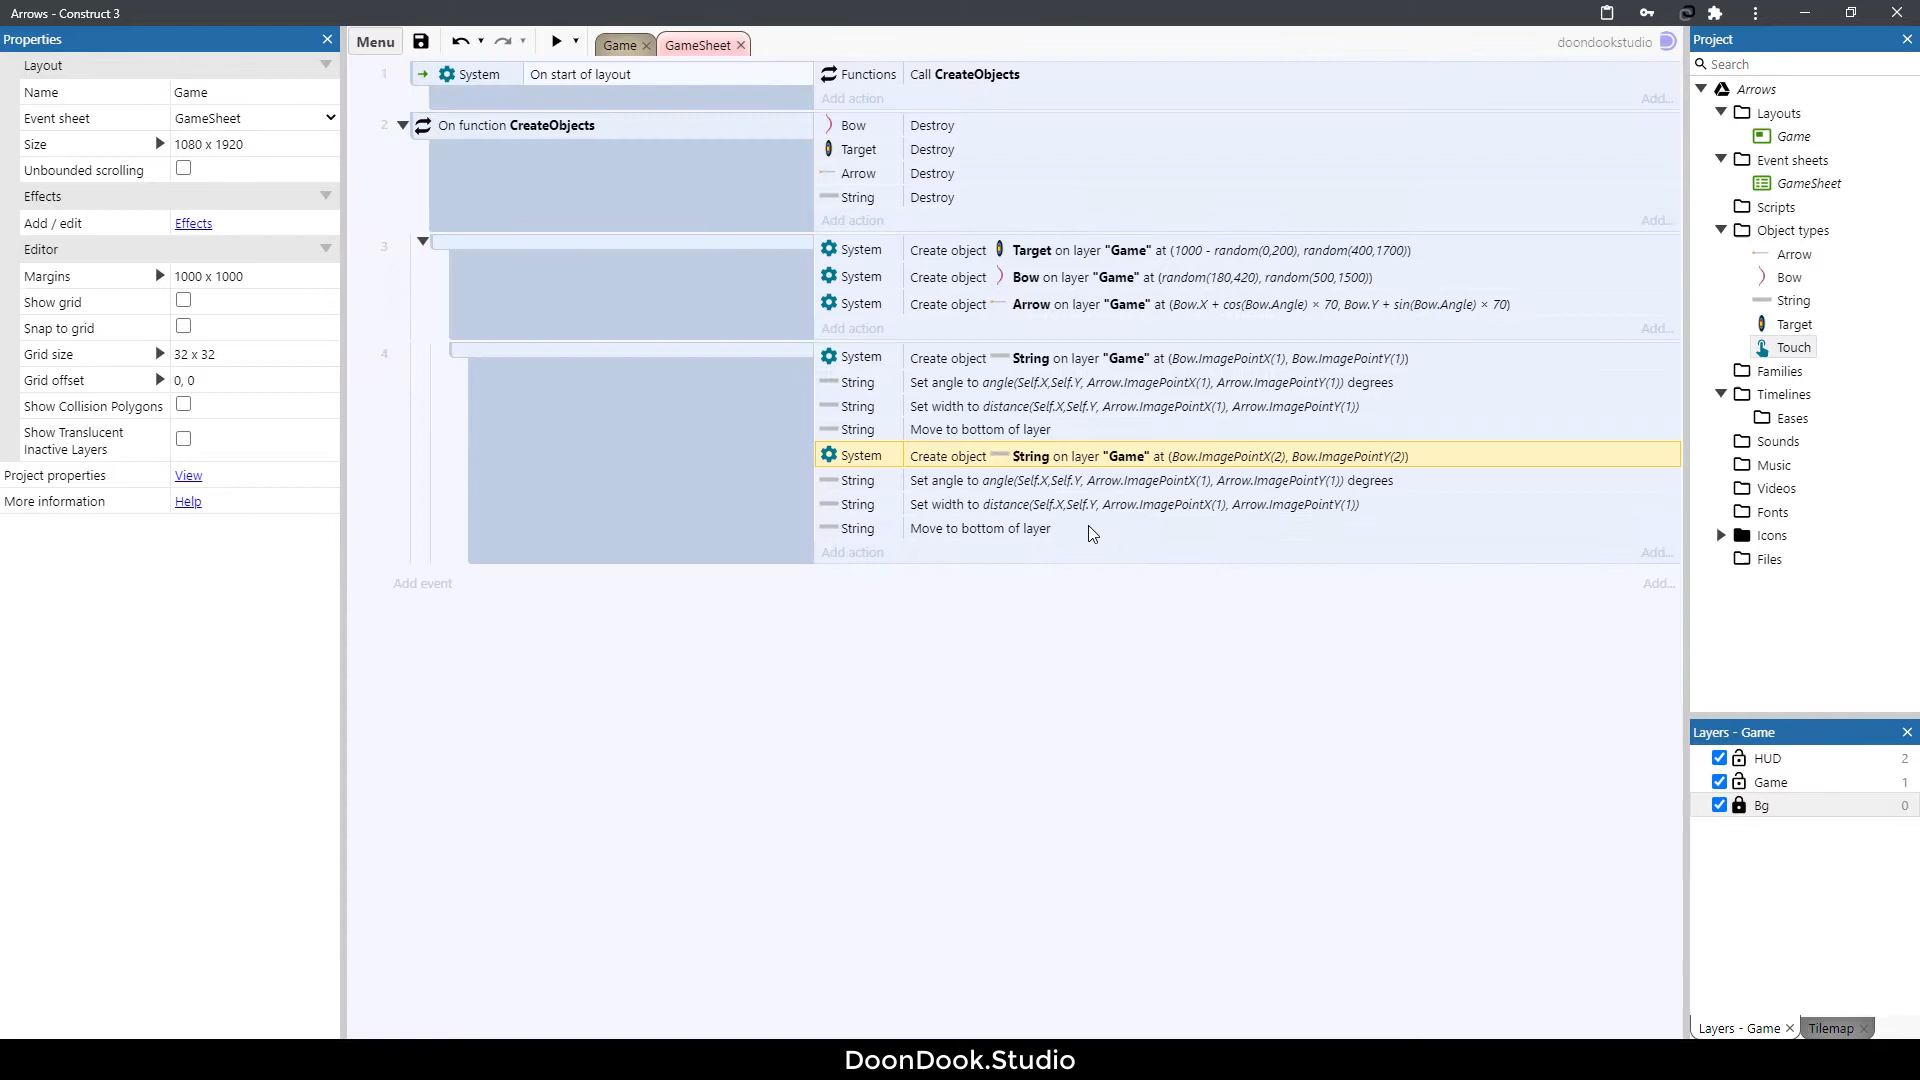 Arrows - Construct 3
Properties
Layout
Name Game
Event sheet GameSheet
Size 1080 x 1920
Unbounded scrolling
Effects
Add / edit Effects
Editor
Margins 1000 x 1000
Show grid
Snap to grid
Grid size 32 x 32
Grid offset 0, 0
Show Collision Polygons
Show Translucent
Inactive Layers
Project properties View
More information Help
Menu
Game
GameSheet
doondookstudio
1 System On start of layout Functions Call CreateObjects
Add action Add...
2 On function CreateObjects Bow Destroy
Target Destroy
Arrow Destroy
String Destroy
Add action Add...
3 System Create object Target on layer "Game" at (1000 - random(0,200), random(400,1700))
System Create object Bow on layer "Game" at (random(180,420), random(500,1500))
System Create object Arrow on layer "Game" at (Bow.X + cos(Bow.Angle) × 70, Bow.Y + sin(Bow.Angle) × 70)
Add action Add...
4 System Create object String on layer "Game" at (Bow.ImagePointX(1), Bow.ImagePointY(1))
String Set angle to angle(Self.X,Self.Y, Arrow.ImagePointX(1), Arrow.ImagePointY(1)) degrees
String Set width to distance(Self.X,Self.Y, Arrow.ImagePointX(1), Arrow.ImagePointY(1))
String Move to bottom of layer
System Create object String on layer "Game" at (Bow.ImagePointX(2), Bow.ImagePointY(2))
String Set angle to angle(Self.X,Self.Y, Arrow.ImagePointX(1), Arrow.ImagePointY(1)) degrees
String Set width to distance(Self.X,Self.Y, Arrow.ImagePointX(1), Arrow.ImagePointY(1))
String Move to bottom of layer
Add action Add...
Add event Add...
Project
Search
Arrows
Layouts
Game
Event sheets
GameSheet
Scripts
Object types
Arrow
Bow
String
Target
Touch
Families
Timelines
Eases
Sounds
Music
Videos
Fonts
Icons
Files
Layers - Game
HUD 2
Game 1
Bg 0
Layers - Game
Tilemap
DoonDook.Studio